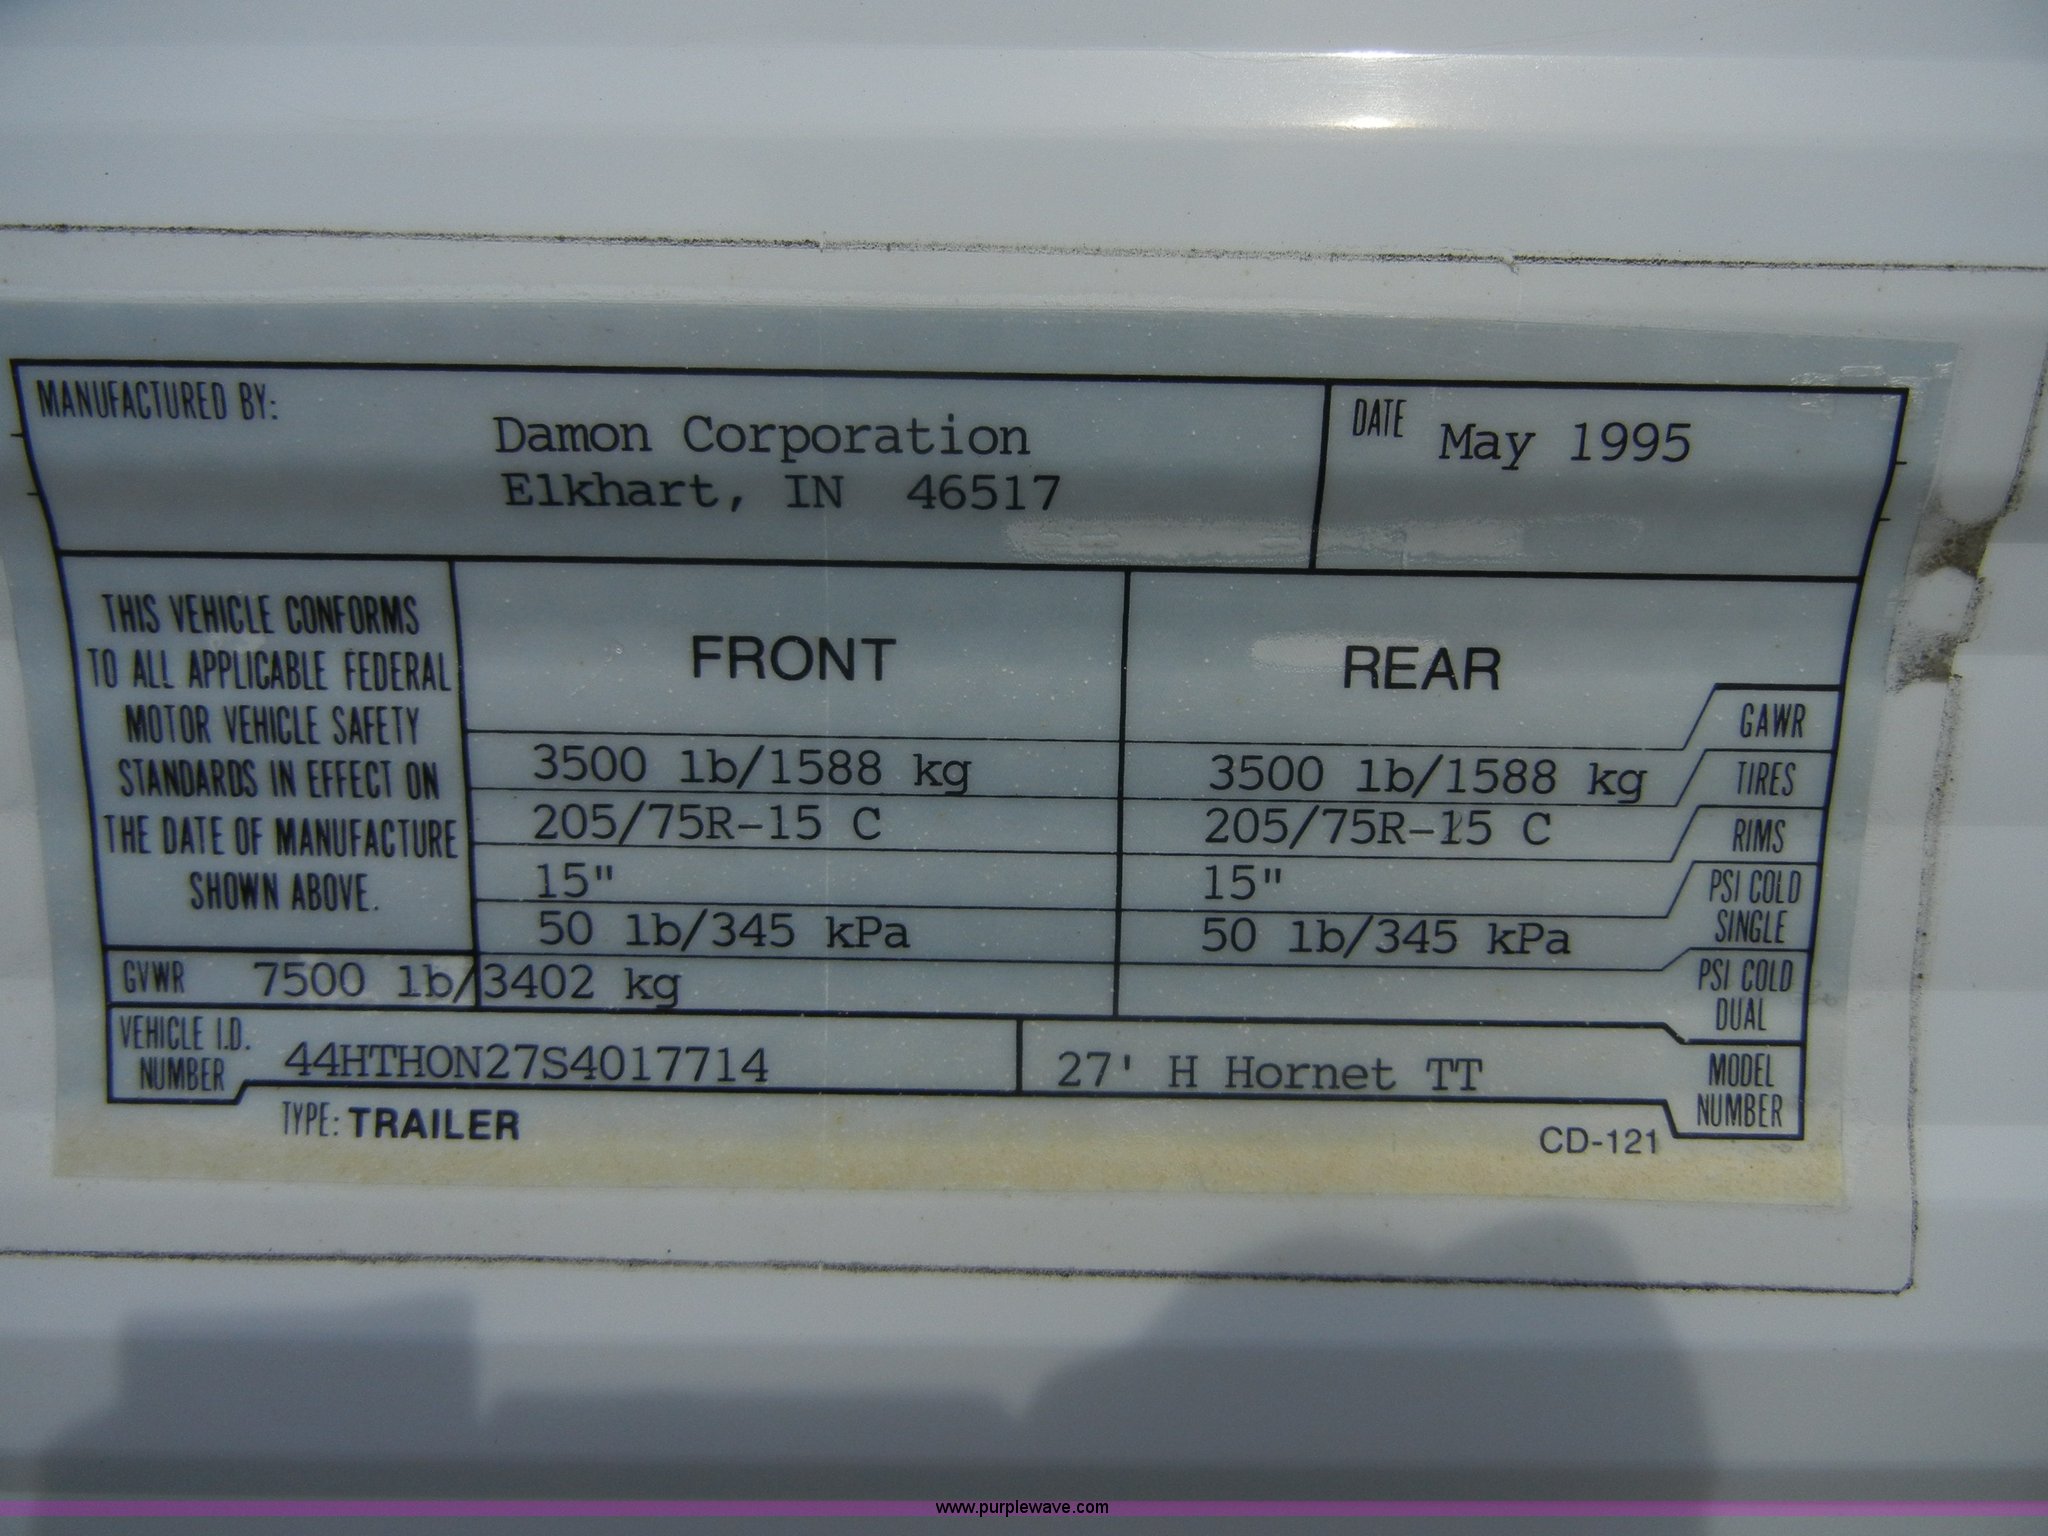 MANUFACTURED BY:
Damon Corporation
Elkhart, IN 46517
DATE May 1995
THIS VEHICLE CONFORMS
TO ALL APPLICABLE FEDERAL
MOTOR VEHICLE SAFETY
STANDARDS IN EFFECT ON
THE DATE OF MANUFACTURE
SHOWN ABOVE.
FRONT REAR
3500 lb/1588 kg 3500 lb/1588 kg GAWR
205/75R-15 C 205/75R-15 C TIRES
15" 15" RIMS
50 lb/345 kPa 50 lb/345 kPa PSI COLD SINGLE
PSI COLD DUAL
GVWR 7500 lb/3402 kg
VEHICLE I.D. NUMBER 44HTHON27S4017714
27' H Hornet TT MODEL NUMBER
TYPE: TRAILER
CD-121
www.purplewave.com